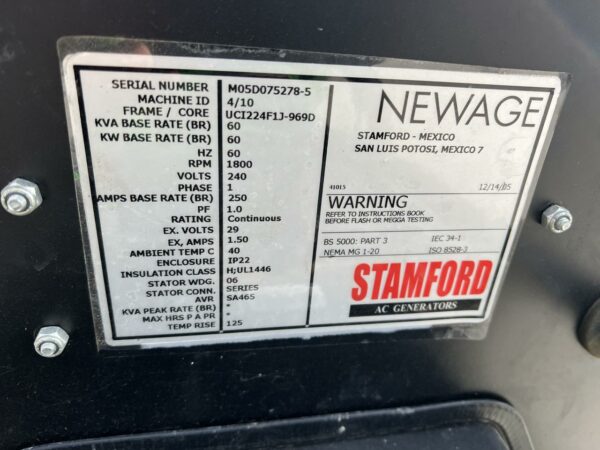 SERIAL NUMBER M05D075278-5
MACHINE ID 4/10
FRAME / CORE UCI224F1J-969D
KVA BASE RATE (BR) 60
KW BASE RATE (BR) 60
HZ 60
RPM 1800
VOLTS 240
PHASE 1
AMPS BASE RATE (BR) 250
PF 1.0
RATING Continuous
EX. VOLTS 29
EX, AMPS 1.50
AMBIENT TEMP C 40
ENCLOSURE IP22
INSULATION CLASS H;UL1446
STATOR WDG. 06
STATOR CONN. SERIES
AVR SA465
KVA PEAK RATE (BR) *
MAX HRS P A PR *
TEMP RISE 125
NEWAGE
STAMFORD - MEXICO
SAN LUIS POTOSI, MEXICO 7
41015 12/14/05
WARNING
REFER TO INSTRUCTIONS BOOK
BEFORE FLASH OR MEGGA TESTING
BS 5000: PART 3 IEC 34-1
NEMA MG 1-20 ISO 8528-3
STAMFORD
AC GENERATORS